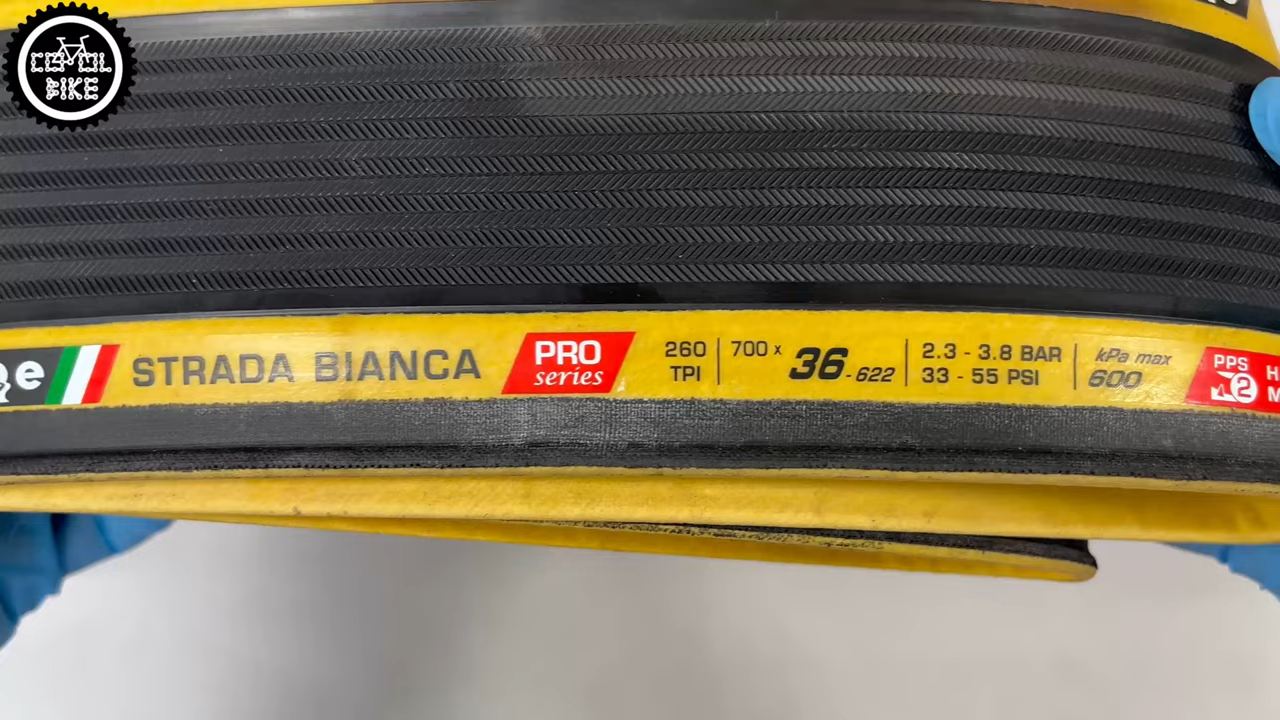 CEVOL
BIKE
STRADA BIANCA
PRO
series
260
TPI
700 x 36-622
2.3 - 3.8 BAR
33 - 55 PSI
kPa max
600
PPS
2